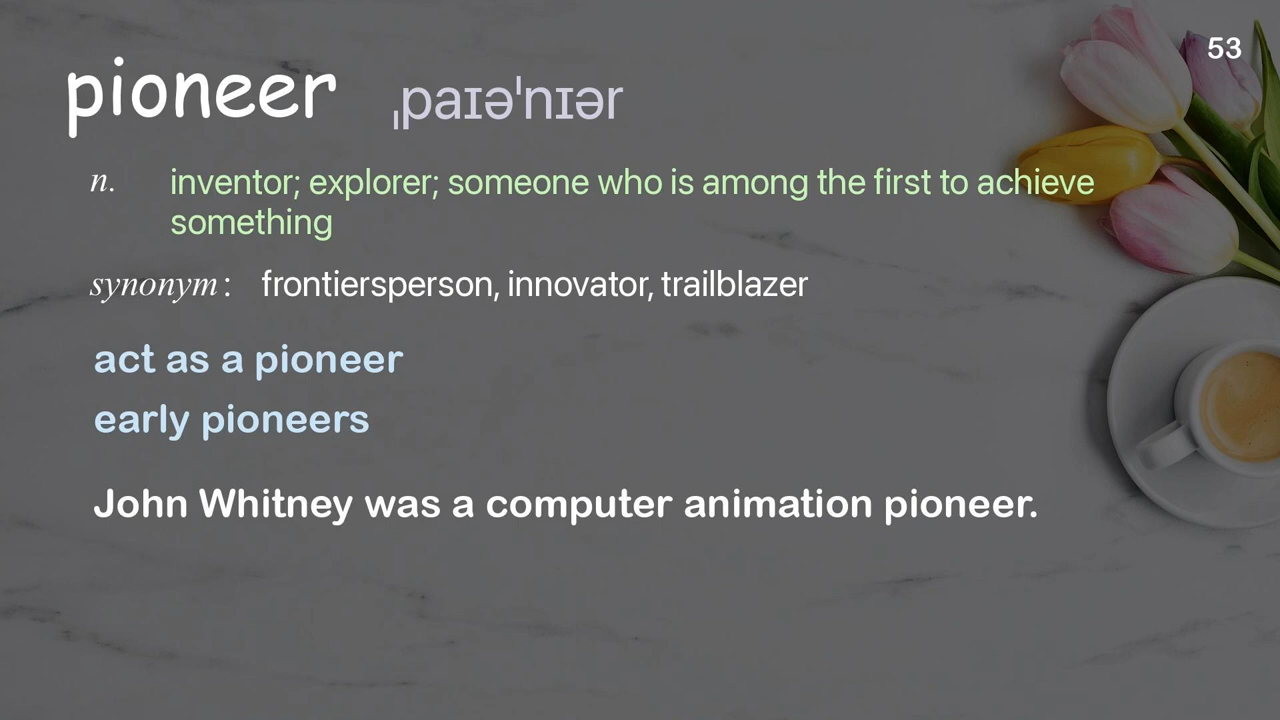 53
pioneer ˌpaɪəˈnɪər
n. inventor; explorer; someone who is among the first to achieve
something
synonym: frontiersperson, innovator, trailblazer
act as a pioneer
early pioneers
John Whitney was a computer animation pioneer.